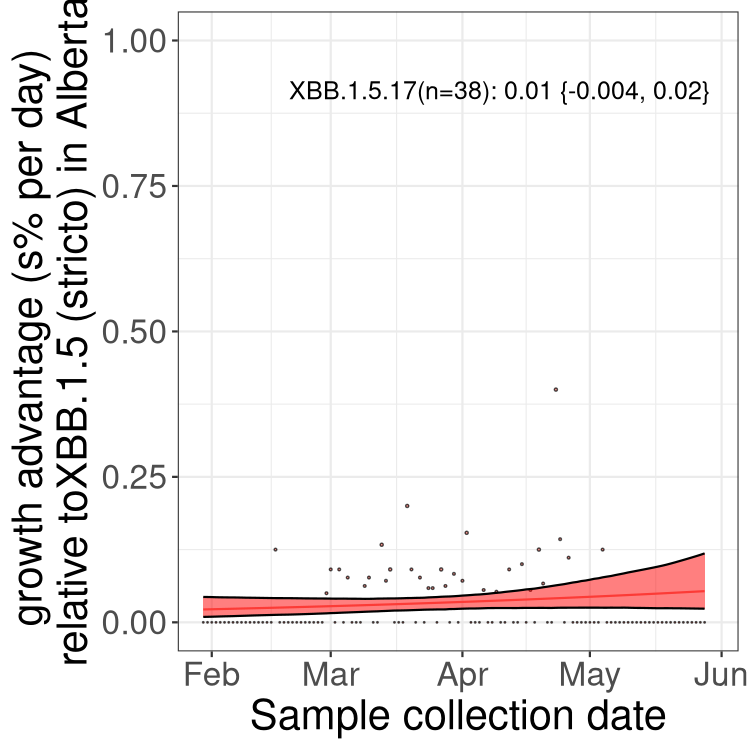 growth advantage (s% per day)
relative toXBB.1.5 (stricto) in Alberta
1.00
0.75
0.50
0.25
0.00
XBB.1.5.17(n=38): 0.01 {-0.004, 0.02}
Feb Mar Apr May Jun
Sample collection date